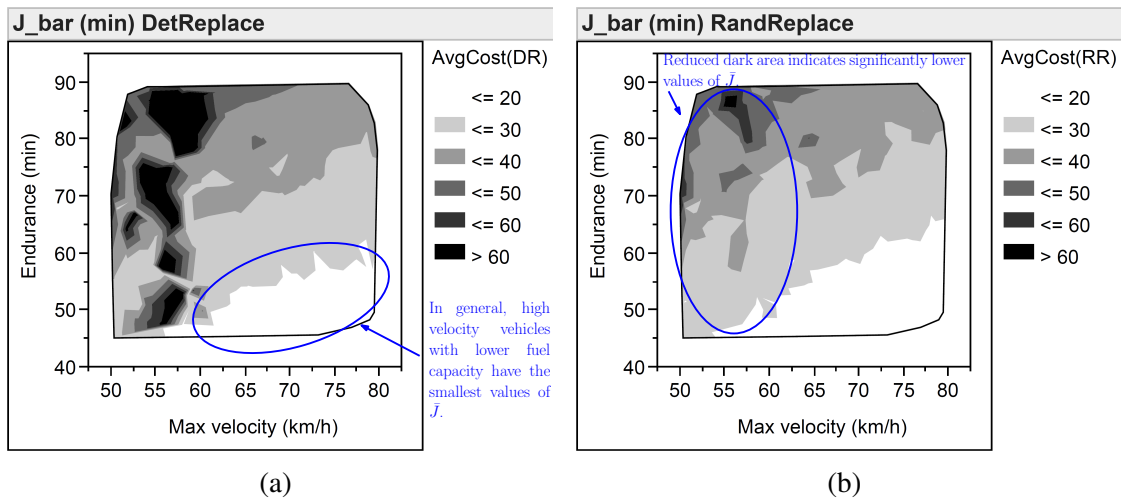 J_bar (min) DetReplace
AvgCost(DR)
<= 20
<= 30
<= 40
<= 50
<= 60
> 60
Endurance (min)
90
80
70
60
50
40
50
55
60
65
70
75
80
Max velocity (km/h)
In general, high
velocity vehicles
with lower fuel
capacity have the
smallest values of
J̄.
(a)
J_bar (min) RandReplace
Reduced dark area indicates significantly lower
values of J̄.
AvgCost(RR)
<= 20
<= 30
<= 40
<= 50
<= 60
> 60
Endurance (min)
90
80
70
60
50
40
50
55
60
65
70
75
80
Max velocity (km/h)
(b)